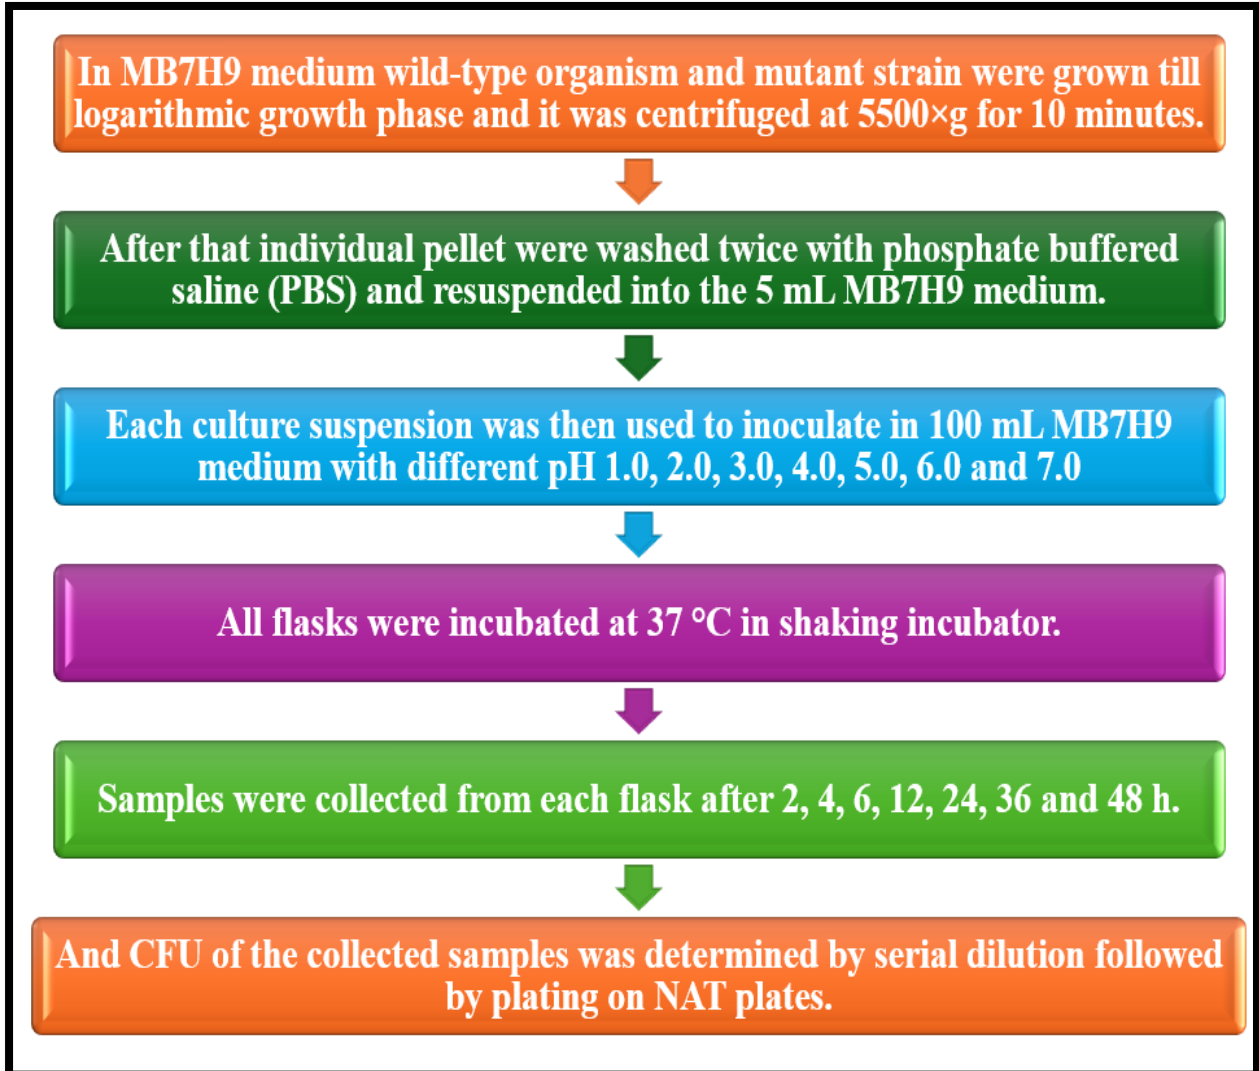 In MB7H9 medium wild-type organism and mutant strain were grown till
logarithmic growth phase and it was centrifuged at 5500×g for 10 minutes.
After that individual pellet were washed twice with phosphate buffered
saline (PBS) and resuspended into the 5 mL MB7H9 medium.
Each culture suspension was then used to inoculate in 100 mL MB7H9
medium with different pH 1.0, 2.0, 3.0, 4.0, 5.0, 6.0 and 7.0
All flasks were incubated at 37 °C in shaking incubator.
Samples were collected from each flask after 2, 4, 6, 12, 24, 36 and 48 h.
And CFU of the collected samples was determined by serial dilution followed
by plating on NAT plates.